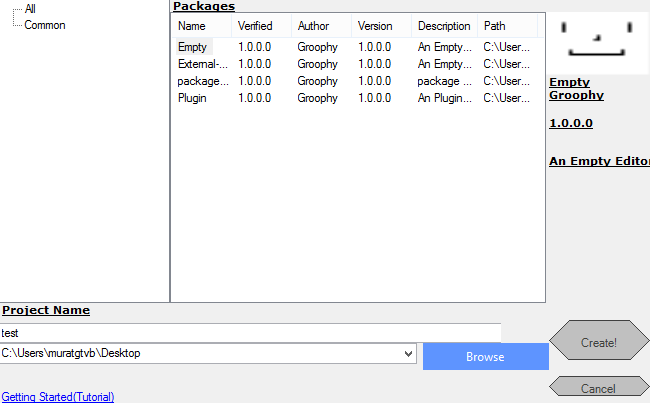 All
Common
Packages
Name Verified Author Version Description Path
Empty 1.0.0.0 Groophy 1.0.0.0 An Empty... C:\User...
External-... 1.0.0.0 Groophy 1.0.0.0 An Empty... C:\User...
package... 1.0.0.0 Groophy 1.0.0.0 package ... C:\User...
Plugin 1.0.0.0 Groophy 1.0.0.0 An Plugin... C:\User...
Empty
Groophy
1.0.0.0
An Empty Edito
Project Name
test
C:\Users\muratgtvb\Desktop
Browse
Create!
Cancel
Getting Started(Tutorial)